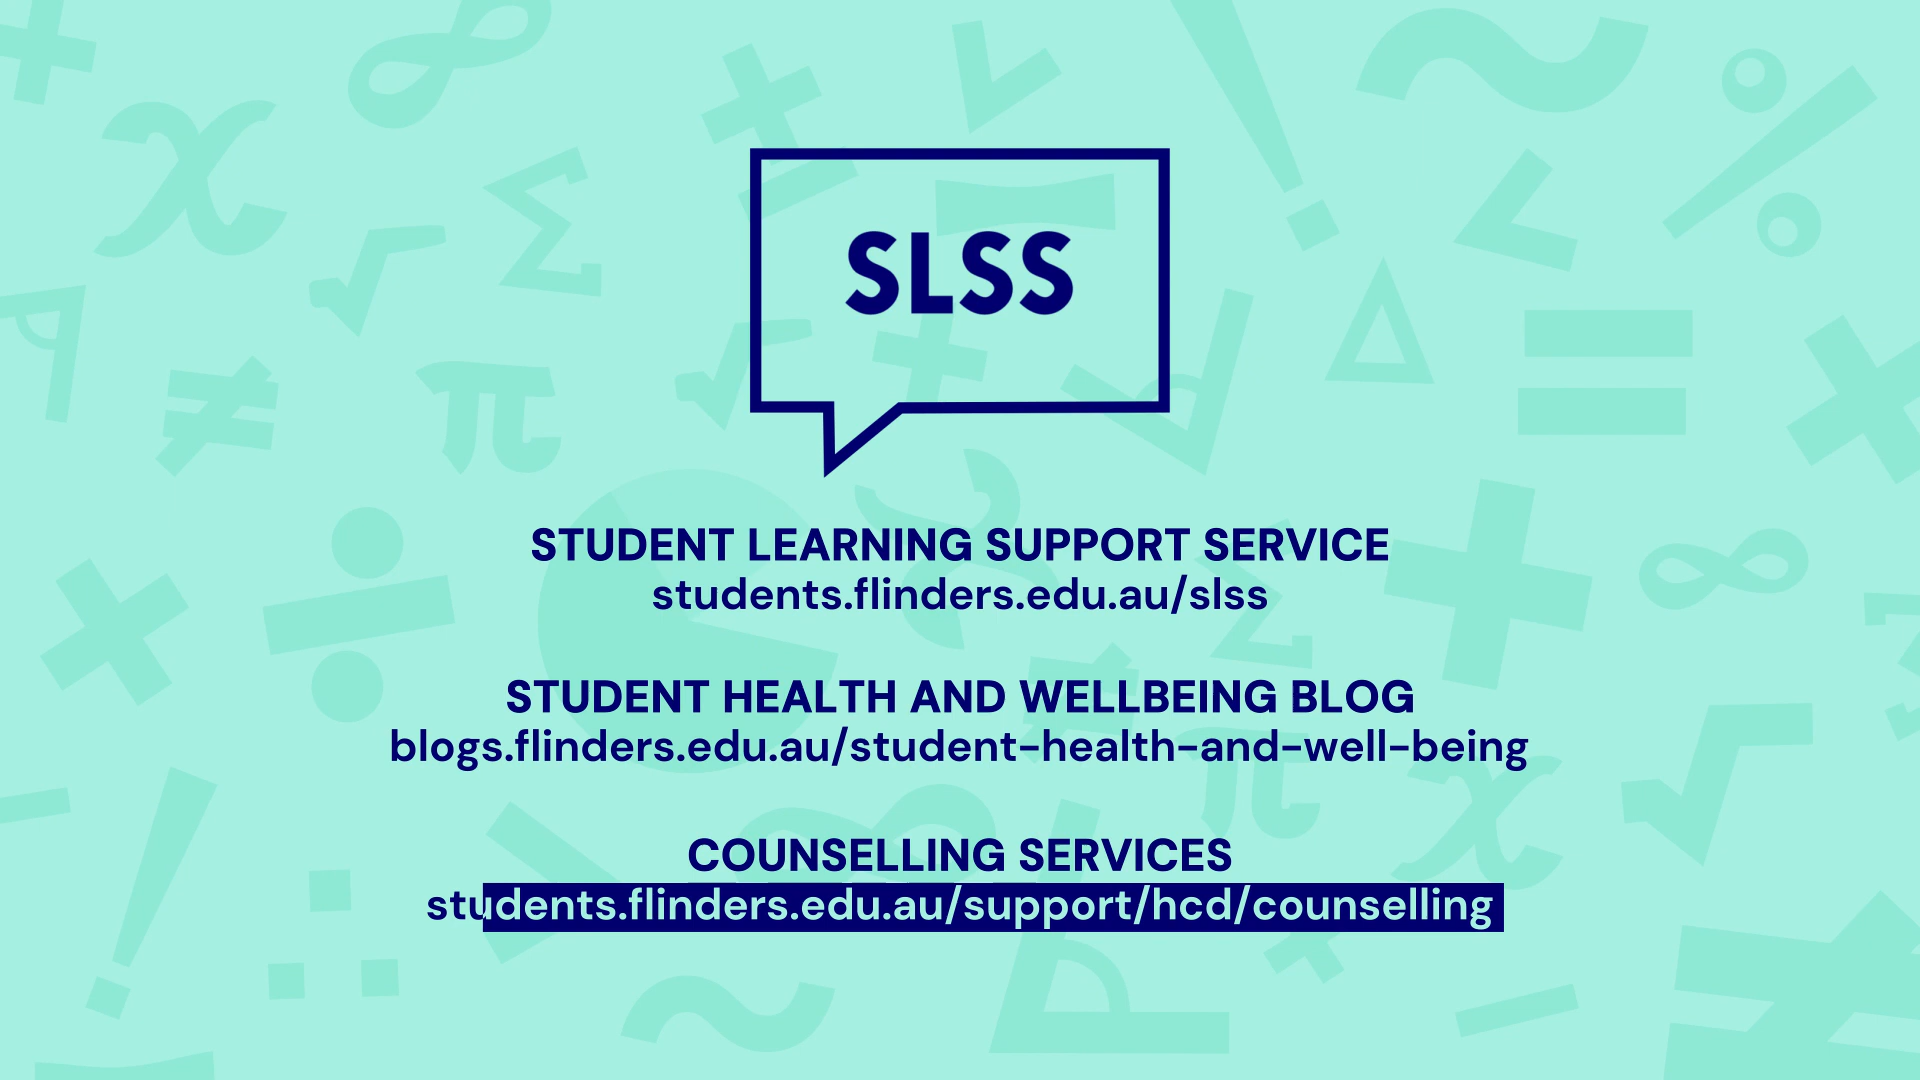 SLSS
STUDENT LEARNING SUPPORT SERVICE
students.flinders.edu.au/slss
STUDENT HEALTH AND WELLBEING BLOG
blogs.flinders.edu.au/student-health-and-well-being
COUNSELLING SERVICES
students.flinders.edu.au/support/hcd/counselling